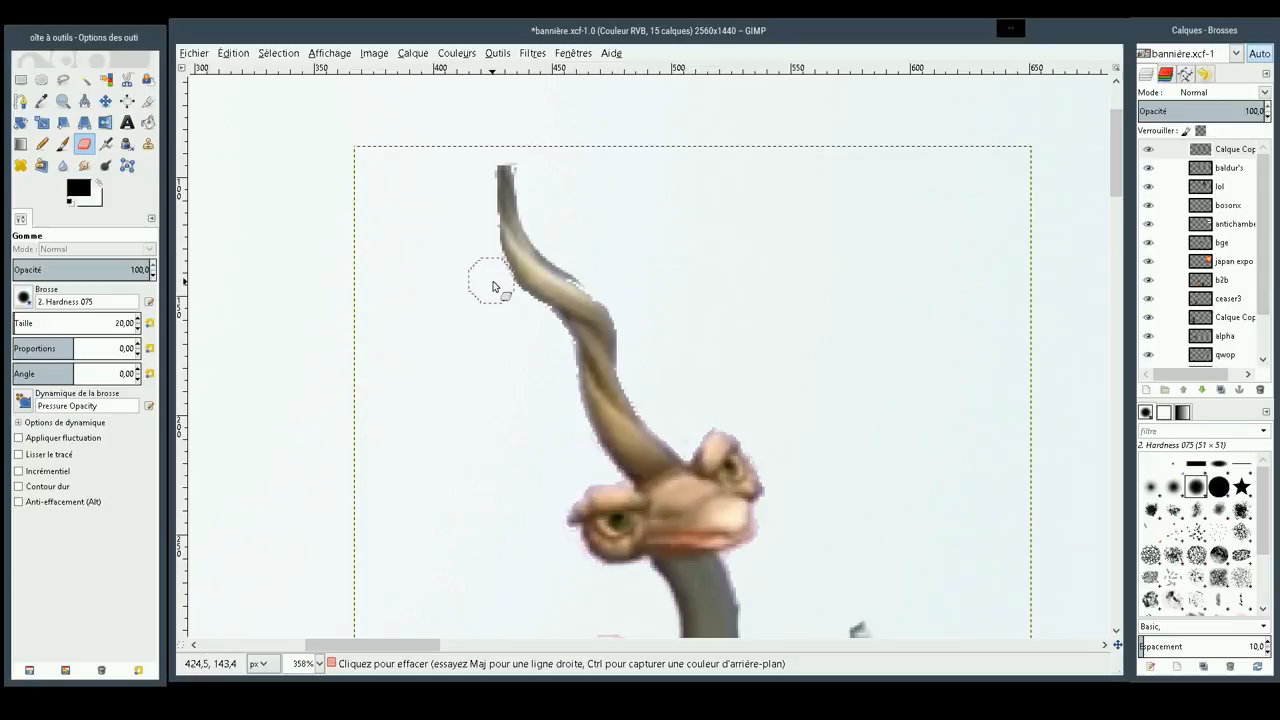 oîte à outils - Options des outi
*bannière.xcf-1.0 (Couleur RVB, 15 calques) 2560x1440 – GIMP
Calques - Brosses
Fichier Édition Sélection Affichage Image Calque Couleurs Outils Filtres Fenêtres Aide
bannière.xcf-1 Auto
300 350 400 450 500 550 600 650
Mode : Normal
Opacité 100,0
Verrouiller :
Calque Cop
baldur's
lol
bosonx
antichambe
bge
japan expo
b2b
ceaser3
Calque Cop
alpha
qwop
Gomme
Mode : Normal
Opacité 100,0
Brosse
2. Hardness 075
Taille 20,00
Proportions 0,00
Angle 0,00
Dynamique de la brosse
Pressure Opacity
Options de dynamique
Appliquer fluctuation
Lisser le tracé
Incrémentiel
Contour dur
Anti-effacement (Alt)
filtre
2. Hardness 075 (51 × 51)
Basic,
Espacement 10,0
424,5, 143,4 px 358% Cliquez pour effacer (essayez Maj pour une ligne droite, Ctrl pour capturer une couleur d'arrière-plan)